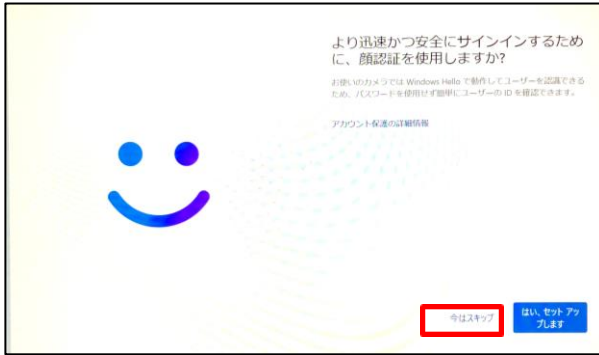 より迅速かつ安全にサインインするため
に、顔認証を使用しますか?
お使いのカメラでは Windows Hello で動作してユーザーを認識できる
ため、パスワードを使用せず簡単にユーザーの ID を確認できます。
アカウント保護の詳細情報
今はスキップ
はい、セット アッ
プします